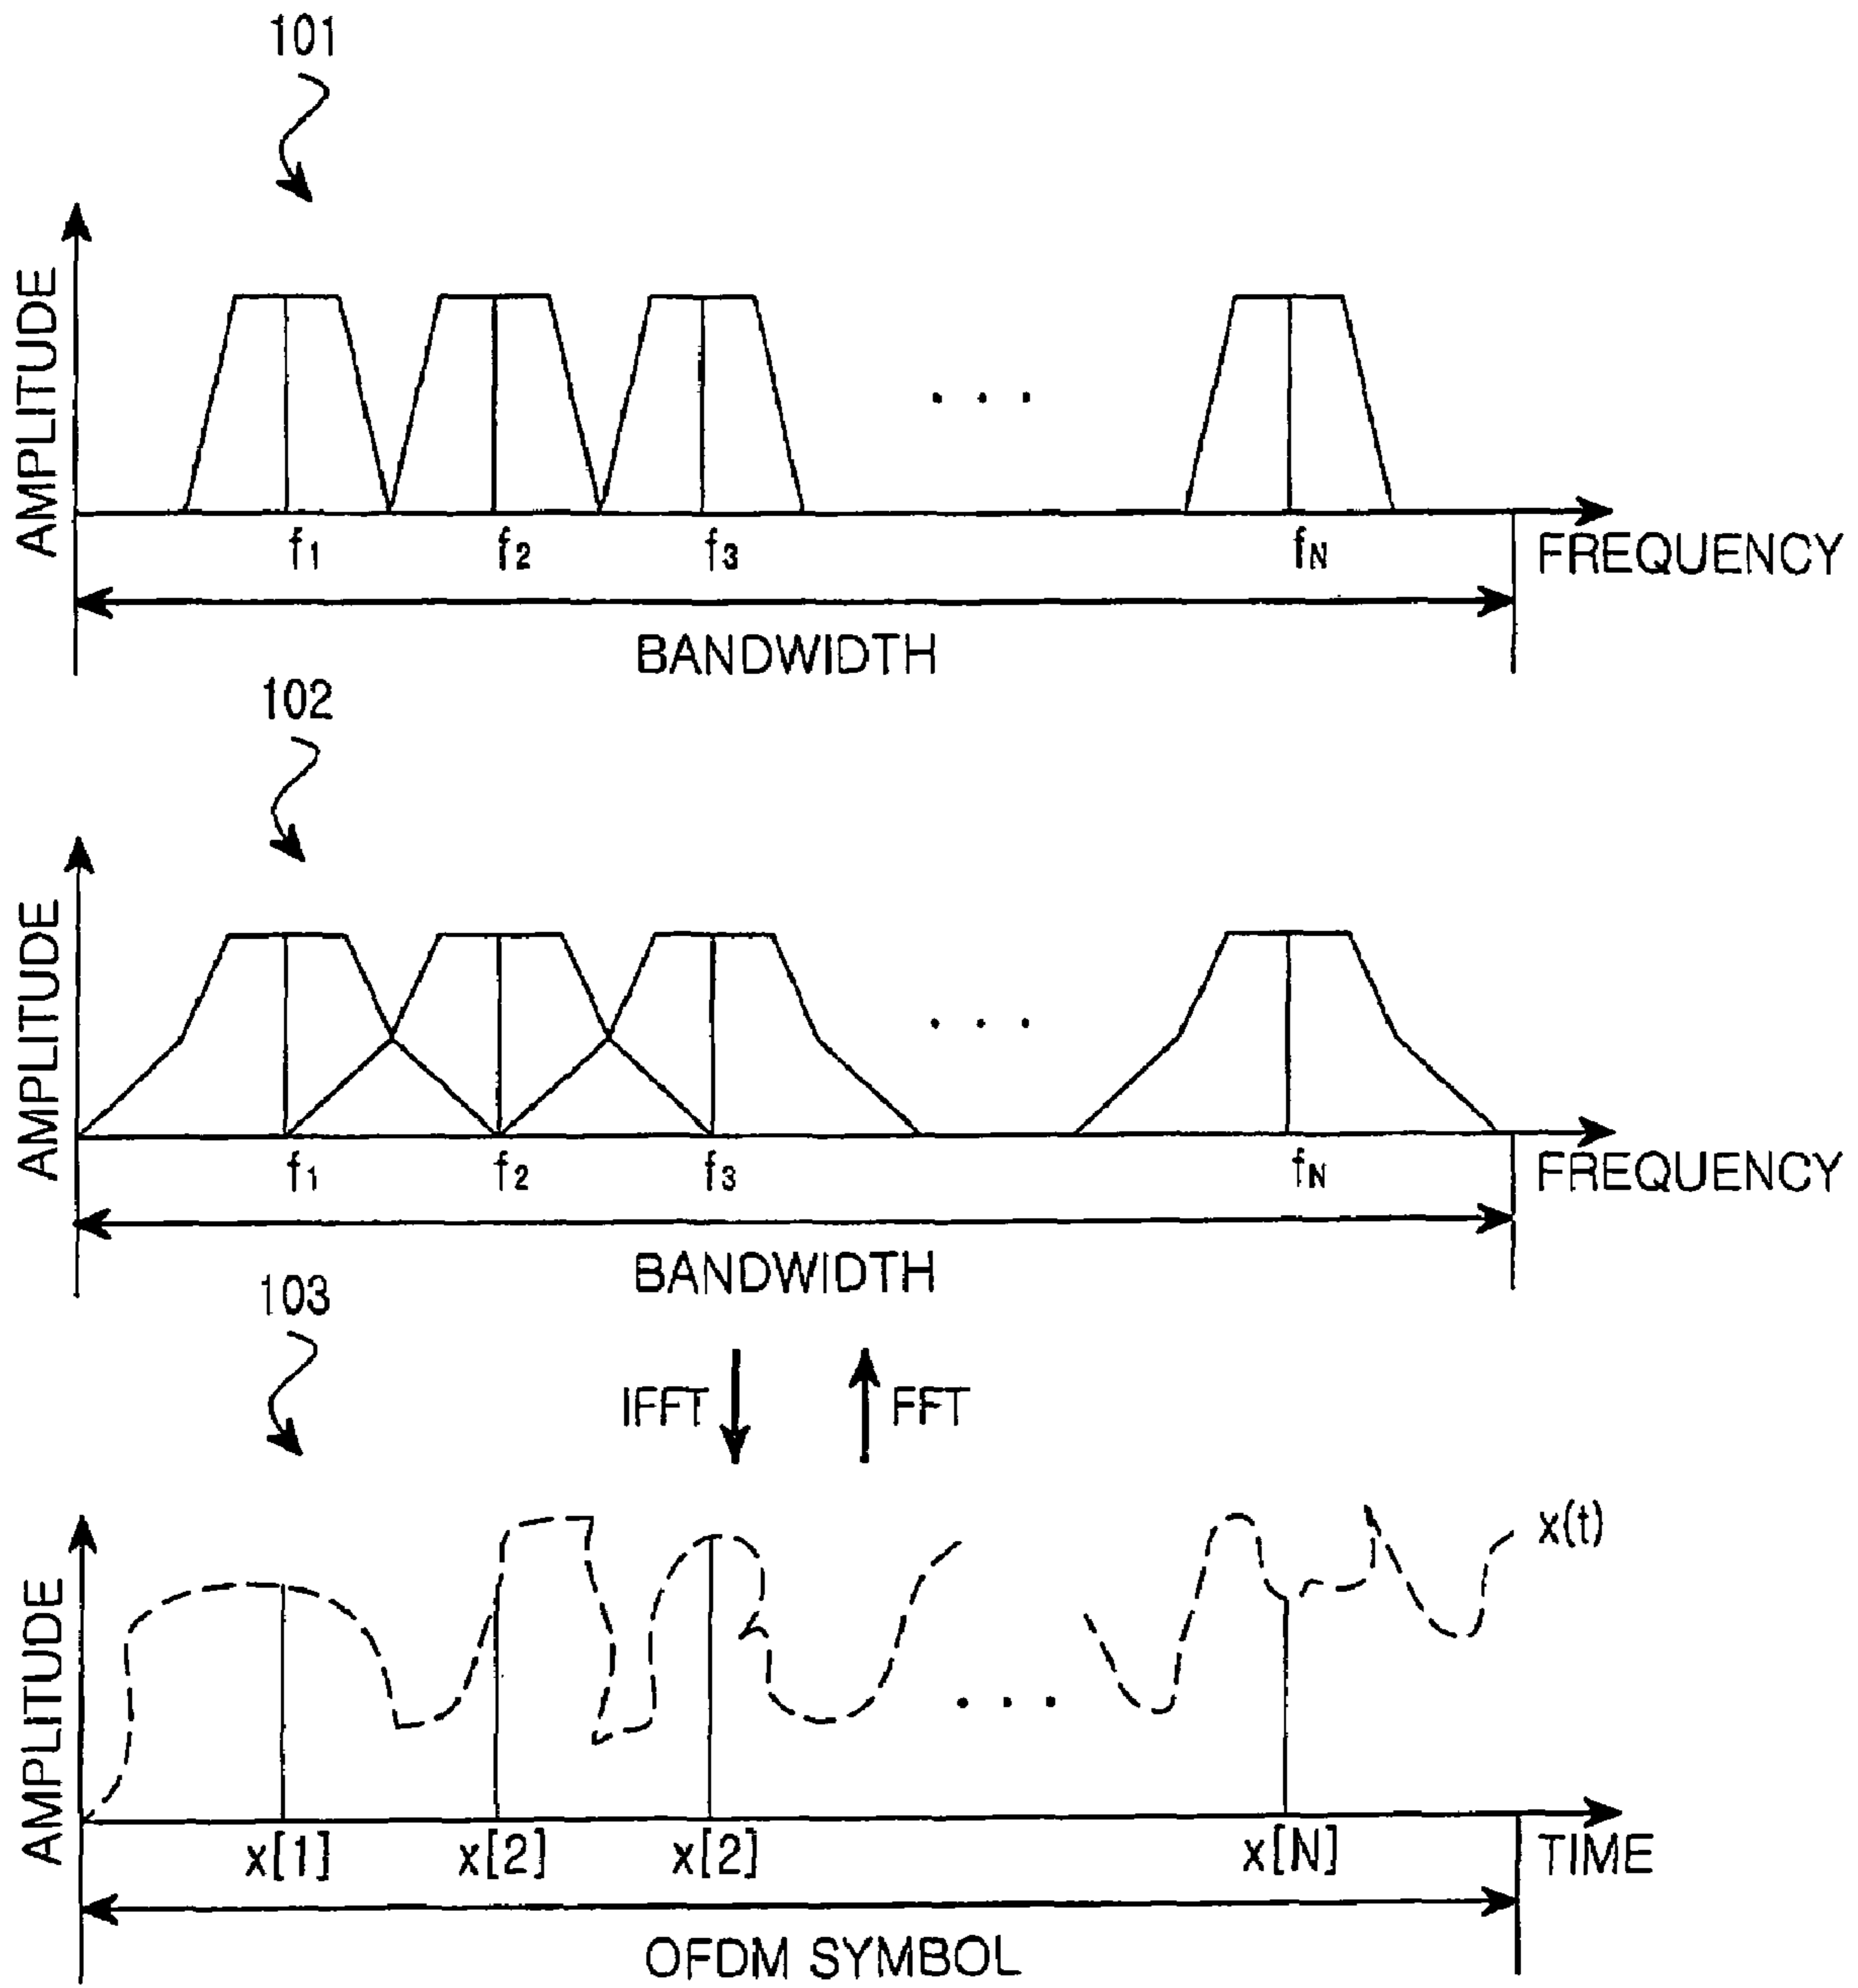 101
AMPLITUDE
f1 f2 f3 fN FREQUENCY
BANDWIDTH
102
AMPLITUDE
f1 f2 f3 fN FREQUENCY
BANDWIDTH
103
IFFT FFT
x(t)
AMPLITUDE
x[1] x[2] x[2] x[N] TIME
OFDM SYMBOL